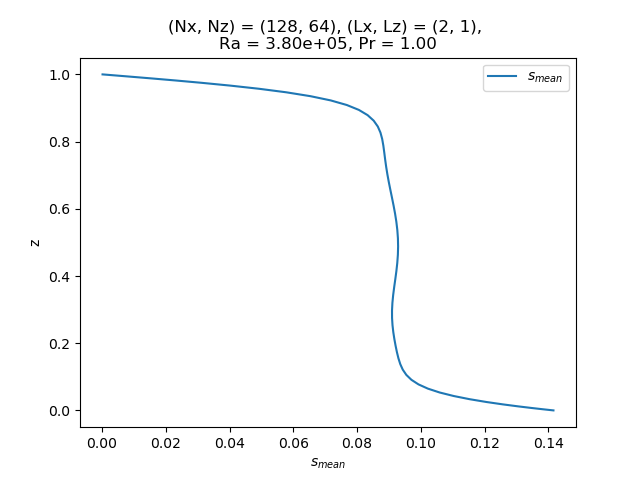 (Nx, Nz) = (128, 64), (Lx, Lz) = (2, 1),
Ra = 3.80e+05, Pr = 1.00
s_mean
1.0
0.8
0.6
0.4
0.2
0.0
z
0.00 0.02 0.04 0.06 0.08 0.10 0.12 0.14
s_mean